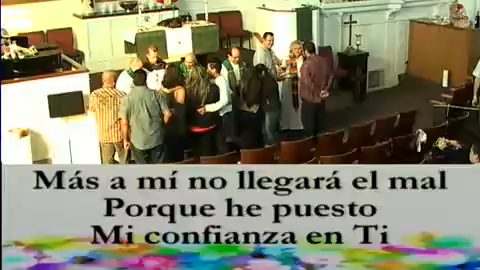 Más a mí no llegará el mal
Porque he puesto
Mi confianza en Ti